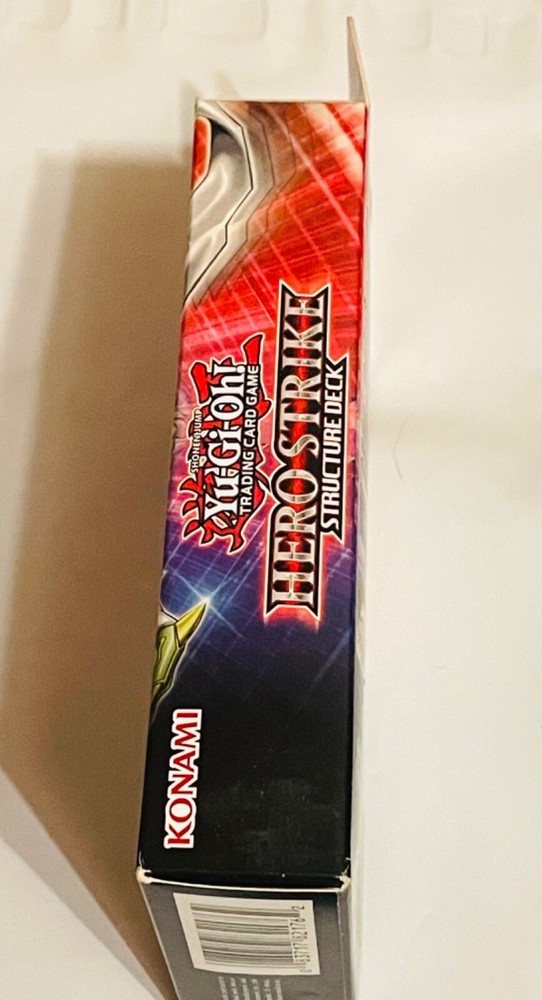 SHONEN JUMP
Yu-Gi-Oh!
TRADING CARD GAME
HERO STRIKE
STRUCTURE DECK
KONAMI